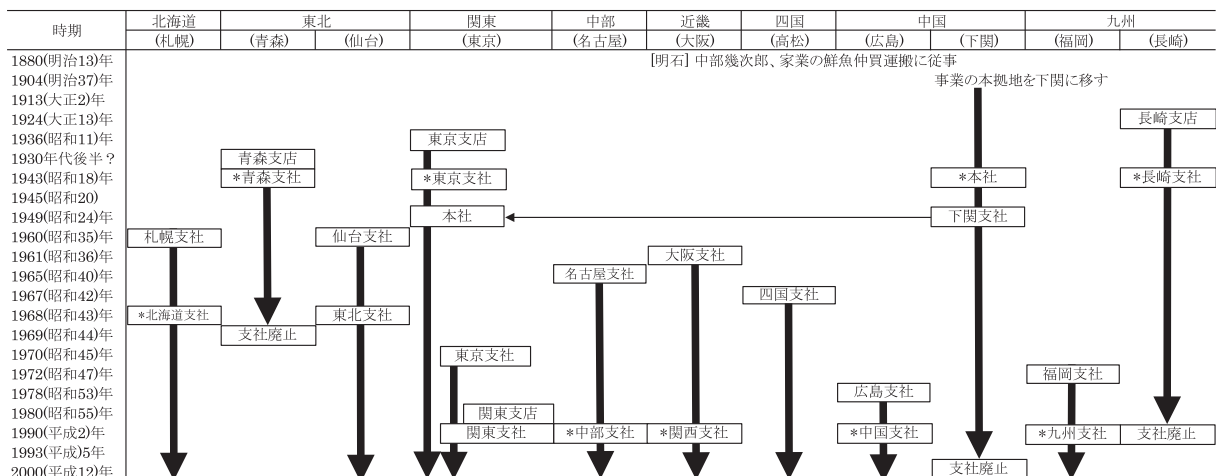 時期 北海道 東北 関東 中部 近畿 四国 中国 九州
(札幌) (青森) (仙台) (東京) (名古屋) (大阪) (高松) (広島) (下関) (福岡) (長崎)
1880(明治13)年 [明石] 中部幾次郎、家業の鮮魚仲買運搬に従事
1904(明治37)年 事業の本拠地を下関に移す
1913(大正2)年
1924(大正13)年 長崎支店
1936(昭和11)年 東京支店
1930年代後半? 青森支店
1943(昭和18)年 *青森支社 *東京支社 *本社 *長崎支社
1945(昭和20)
1949(昭和24)年 本社 下関支社
1960(昭和35)年 札幌支社 仙台支社
1961(昭和36)年 大阪支社
1965(昭和40)年 名古屋支社
1967(昭和42)年 四国支社
1968(昭和43)年 *北海道支社 東北支社
1969(昭和44)年 支社廃止
1970(昭和45)年 東京支社
1972(昭和47)年 福岡支社
1978(昭和53)年 広島支社
1980(昭和55)年 関東支店
1990(平成2)年 関東支社 *中部支社 *関西支社 *中国支社 *九州支社 支社廃止
1993(平成)5年
2000(平成12)年 支社廃止